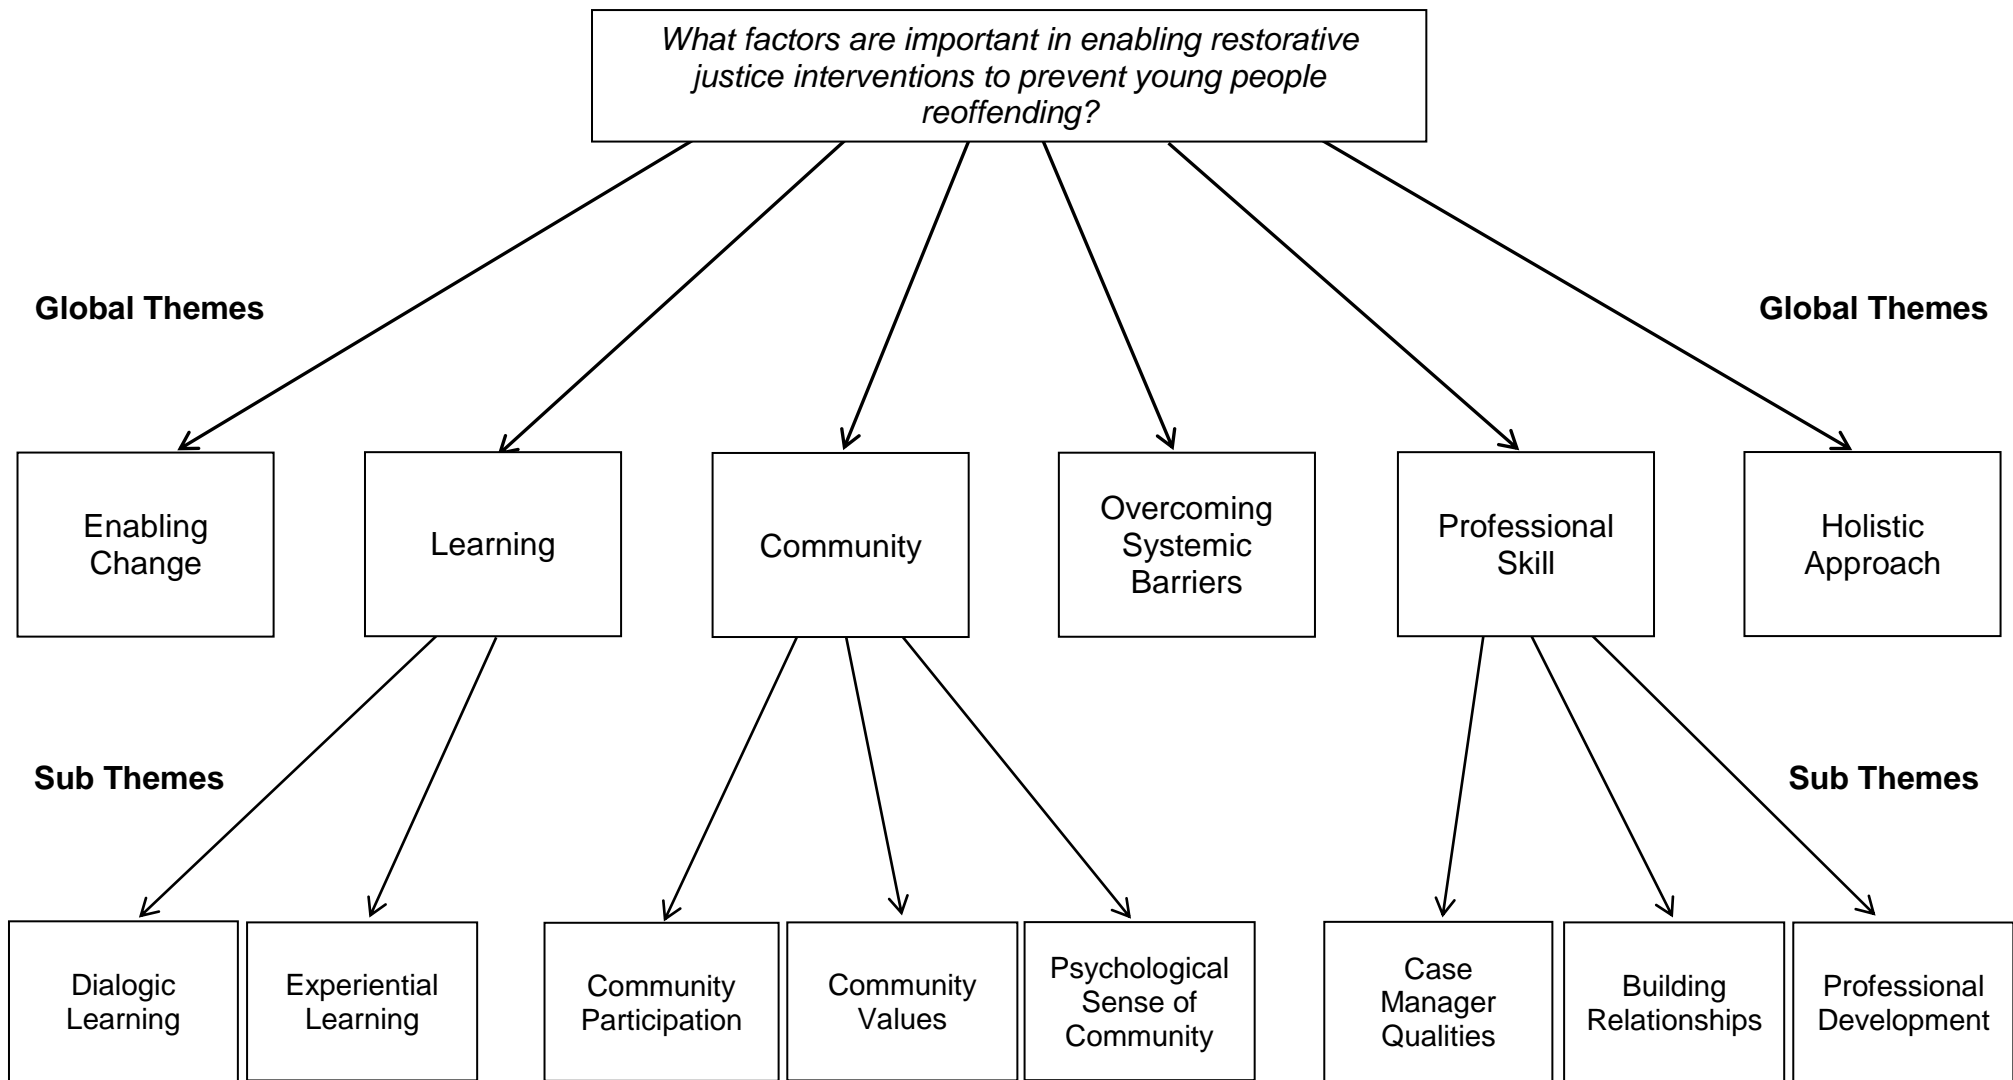 What factors are important in enabling restorative
justice interventions to prevent young people
reoffending?
Global Themes
Global Themes
Enabling
Change
Learning
Community
Overcoming
Systemic
Barriers
Professional
Skill
Holistic
Approach
Sub Themes
Sub Themes
Dialogic
Learning
Experiential
Learning
Community
Participation
Community
Values
Psychological
Sense of
Community
Case
Manager
Qualities
Building
Relationships
Professional
Development